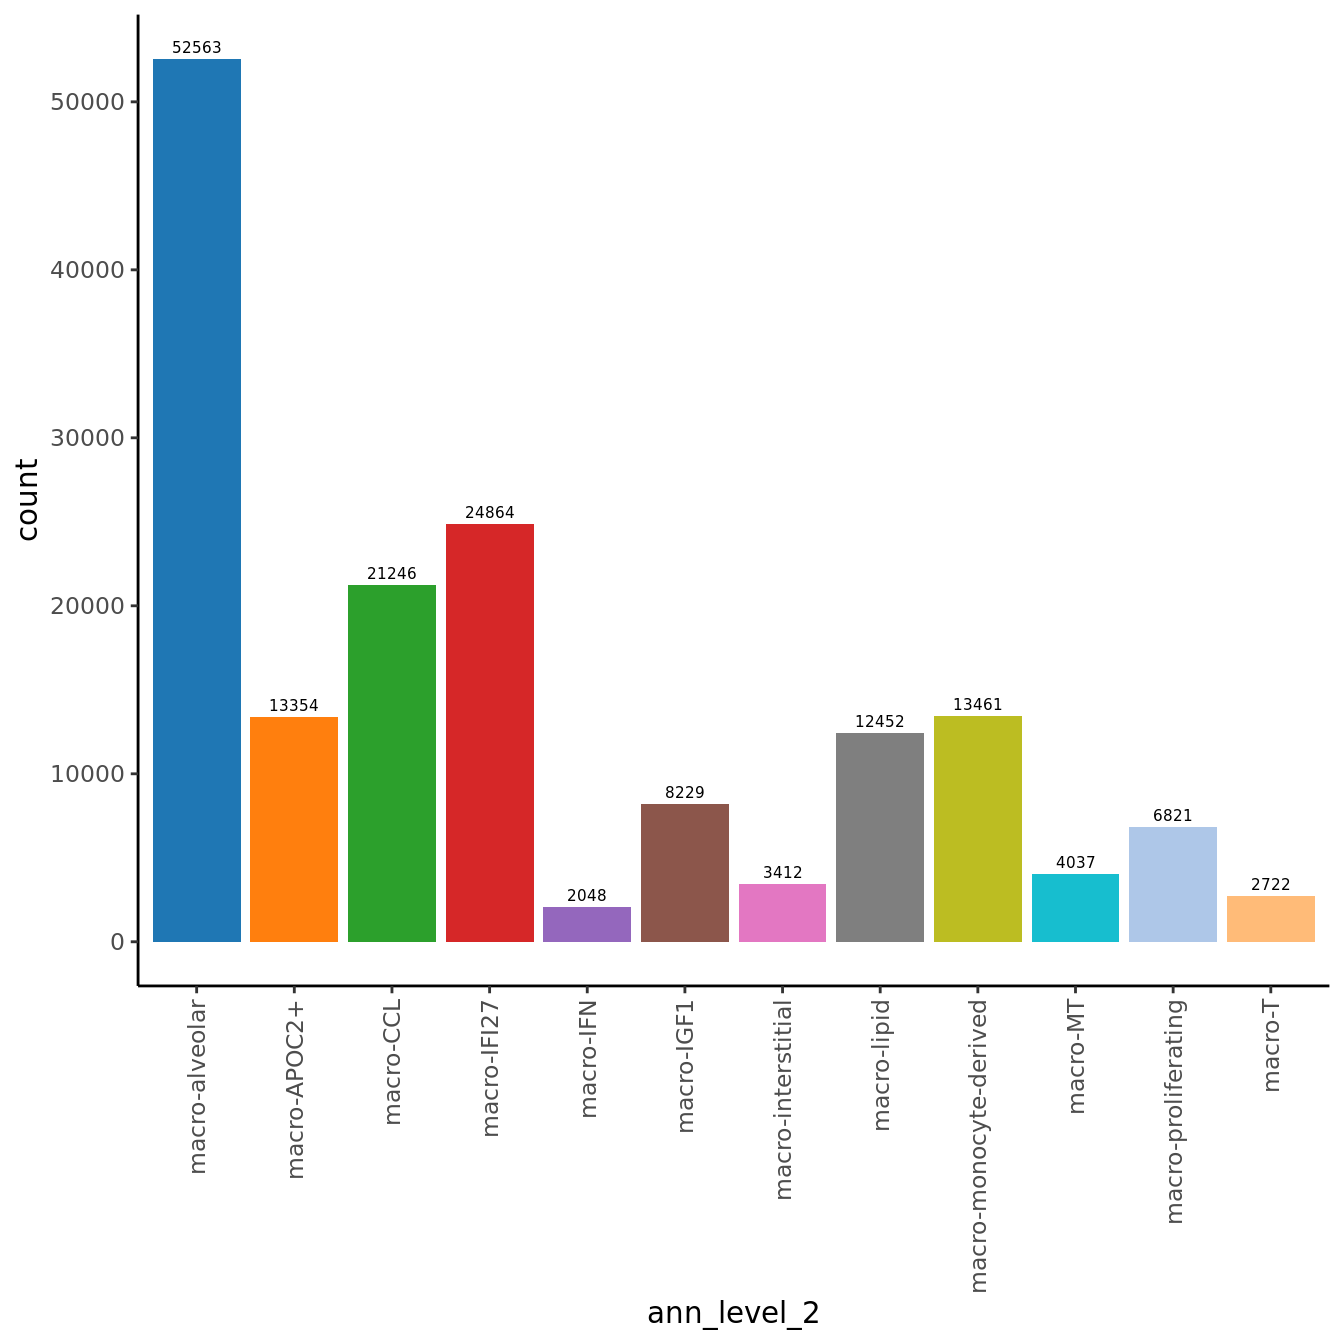 52563
50000
40000
30000
24864
21246
20000
13354
13461
12452
10000
8229
6821
4037
3412
2722
2048
0
count
macro-alveolar
macro-APOC2+
macro-CCL
macro-IFI27
macro-IFN
macro-IGF1
macro-interstitial
macro-lipid
macro-monocyte-derived
macro-MT
macro-proliferating
macro-T
ann_level_2